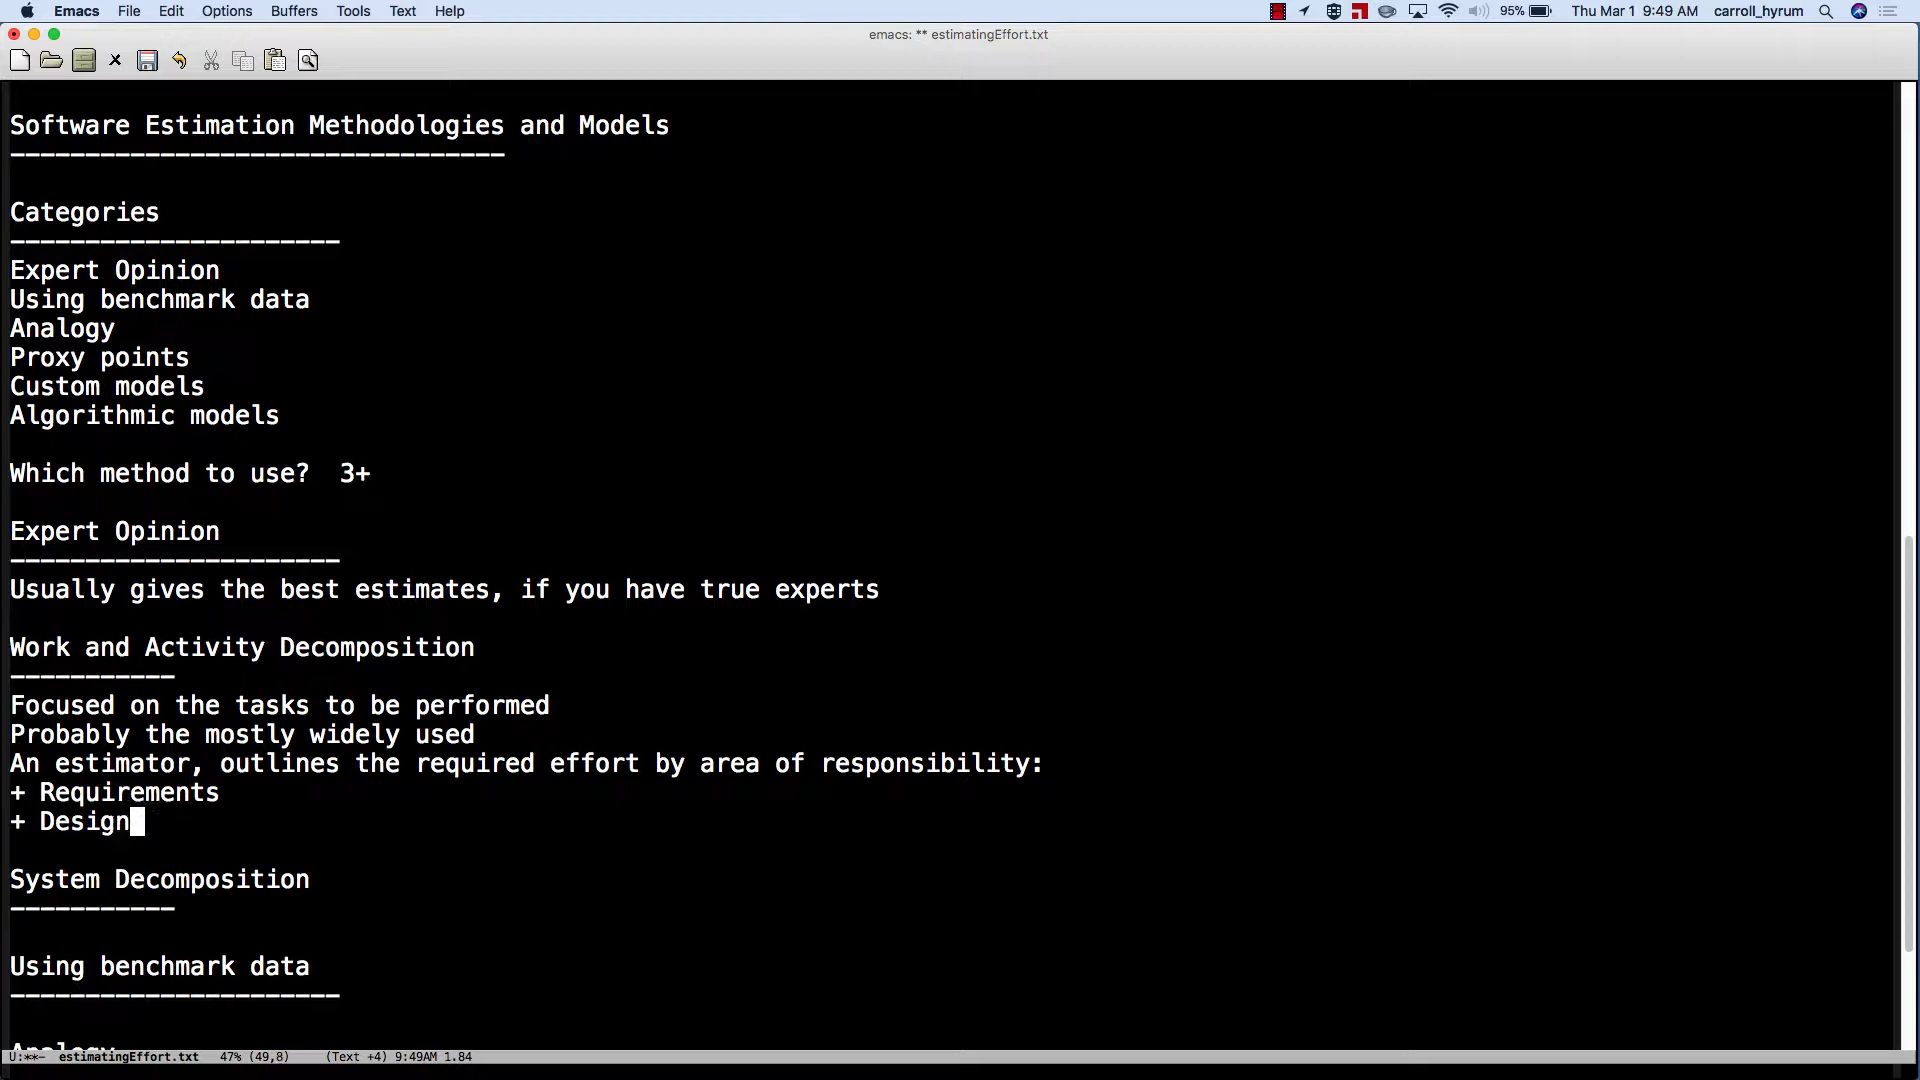 Emacs File Edit Options Buffers Tools Text Help 95% Thu Mar 1 9:49 AM carroll_hyrum
emacs: ** estimatingEffort.txt
Software Estimation Methodologies and Models
---------------------------------
Categories
----------------------
Expert Opinion
Using benchmark data
Analogy
Proxy points
Custom models
Algorithmic models
Which method to use?  3+
Expert Opinion
----------------------
Usually gives the best estimates, if you have true experts
Work and Activity Decomposition
-----------
Focused on the tasks to be performed
Probably the mostly widely used
An estimator, outlines the required effort by area of responsibility:
+ Requirements
+ Design
System Decomposition
-----------
Using benchmark data
----------------------
Analogy
U:**- estimatingEffort.txt 47% (49,8) (Text +4) 9:49AM 1.84